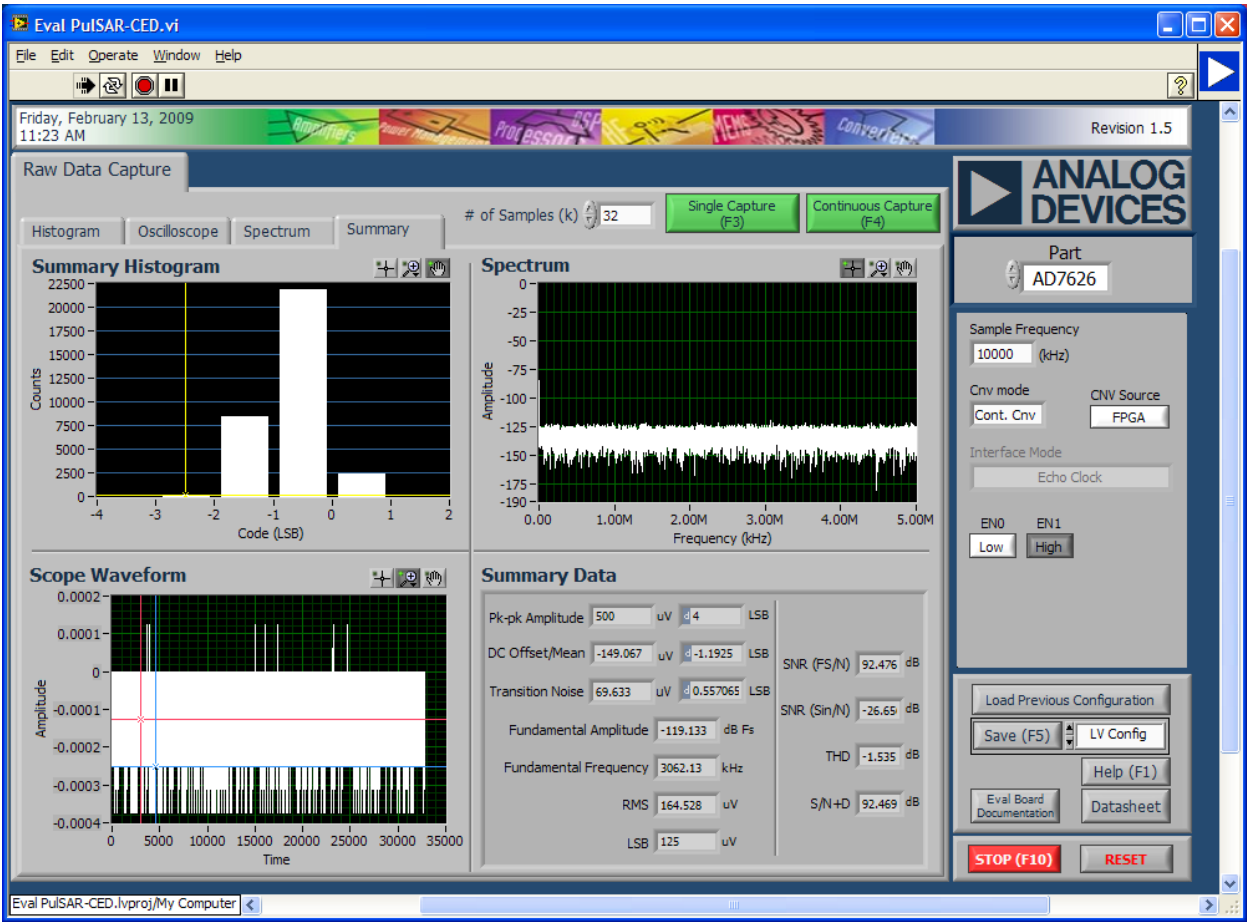 Eval PulSAR-CED.vi
File Edit Operate Window Help
Friday, February 13, 2009
11:23 AM
Amplifiers Power Management Processors DSP RF MEMS Converters
Revision 1.5
Raw Data Capture
ANALOG
DEVICES
Histogram Oscilloscope Spectrum Summary
# of Samples (k) 32
Single Capture
(F3)
Continuous Capture
(F4)
Part
AD7626
Summary Histogram
22500
20000
17500
15000
12500
10000
7500
5000
2500
0
Counts
-4 -3 -2 -1 0 1 2
Code (LSB)
Spectrum
0
-25
-50
-75
-100
-125
-150
-175
-190
Amplitude
0.00 1.00M 2.00M 3.00M 4.00M 5.00M
Frequency (kHz)
Sample Frequency
10000 (kHz)
Cnv mode
Cont. Cnv
CNV Source
FPGA
Interface Mode
Echo Clock
EN0 EN1
Low High
Scope Waveform
0.0002
0.0001
0
-0.0001
-0.0002
-0.0003
-0.0004
Amplitude
0 5000 10000 15000 20000 25000 30000 35000
Time
Summary Data
Pk-pk Amplitude 500 uV d 4 LSB
DC Offset/Mean -149.067 uV d -1.1925 LSB
Transition Noise 69.633 uV d 0.557065 LSB
Fundamental Amplitude -119.133 dB Fs
Fundamental Frequency 3062.13 kHz
RMS 164.528 uV
LSB 125 uV
SNR (FS/N) 92.476 dB
SNR (Sin/N) -26.65 dB
THD -1.535 dB
S/N+D 92.469 dB
Load Previous Configuration
Save (F5) LV Config
Help (F1)
Eval Board
Documentation
Datasheet
STOP (F10) RESET
Eval PulSAR-CED.lvproj/My Computer